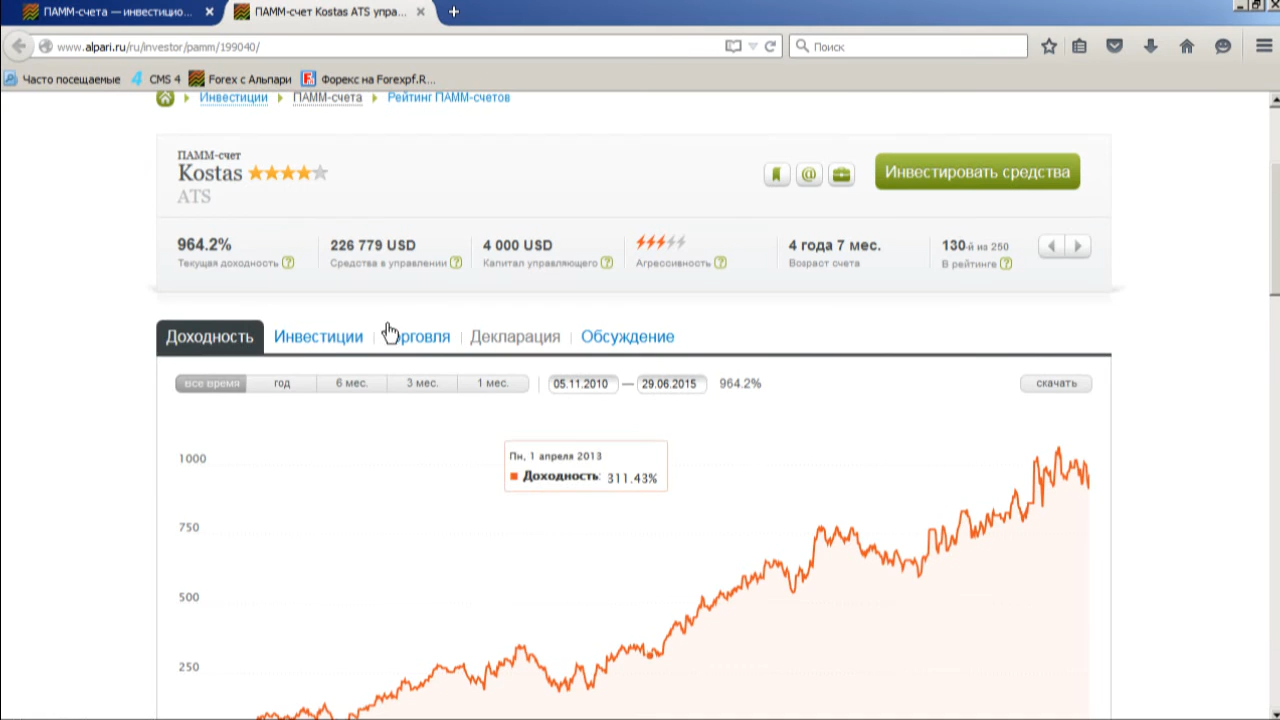 ПАММ-счета — инвестицио...
ПАММ-счет Kostas ATS упра...
www.alpari.ru/ru/investor/pamm/199040/
Поиск
Часто посещаемые
CMS 4
Forex с Альпари
Форекс на Forexpf.R...
Инвестиции
ПАММ-счета
Рейтинг ПАММ-счетов
ПАММ-счет
Kostas
ATS
Инвестировать средства
964.2%
Текущая доходность
226 779 USD
Средства в управлении
4 000 USD
Капитал управляющего
Агрессивность
4 года 7 мес.
Возраст счета
130-й из 250
В рейтинге
Доходность
Инвестиции
орговля
Декларация
Обсуждение
все время
год
6 мес.
3 мес.
1 мес.
05.11.2010 — 29.06.2015
964.2%
скачать
1000
Пн, 1 апреля 2013
Доходность: 311.43%
750
500
250